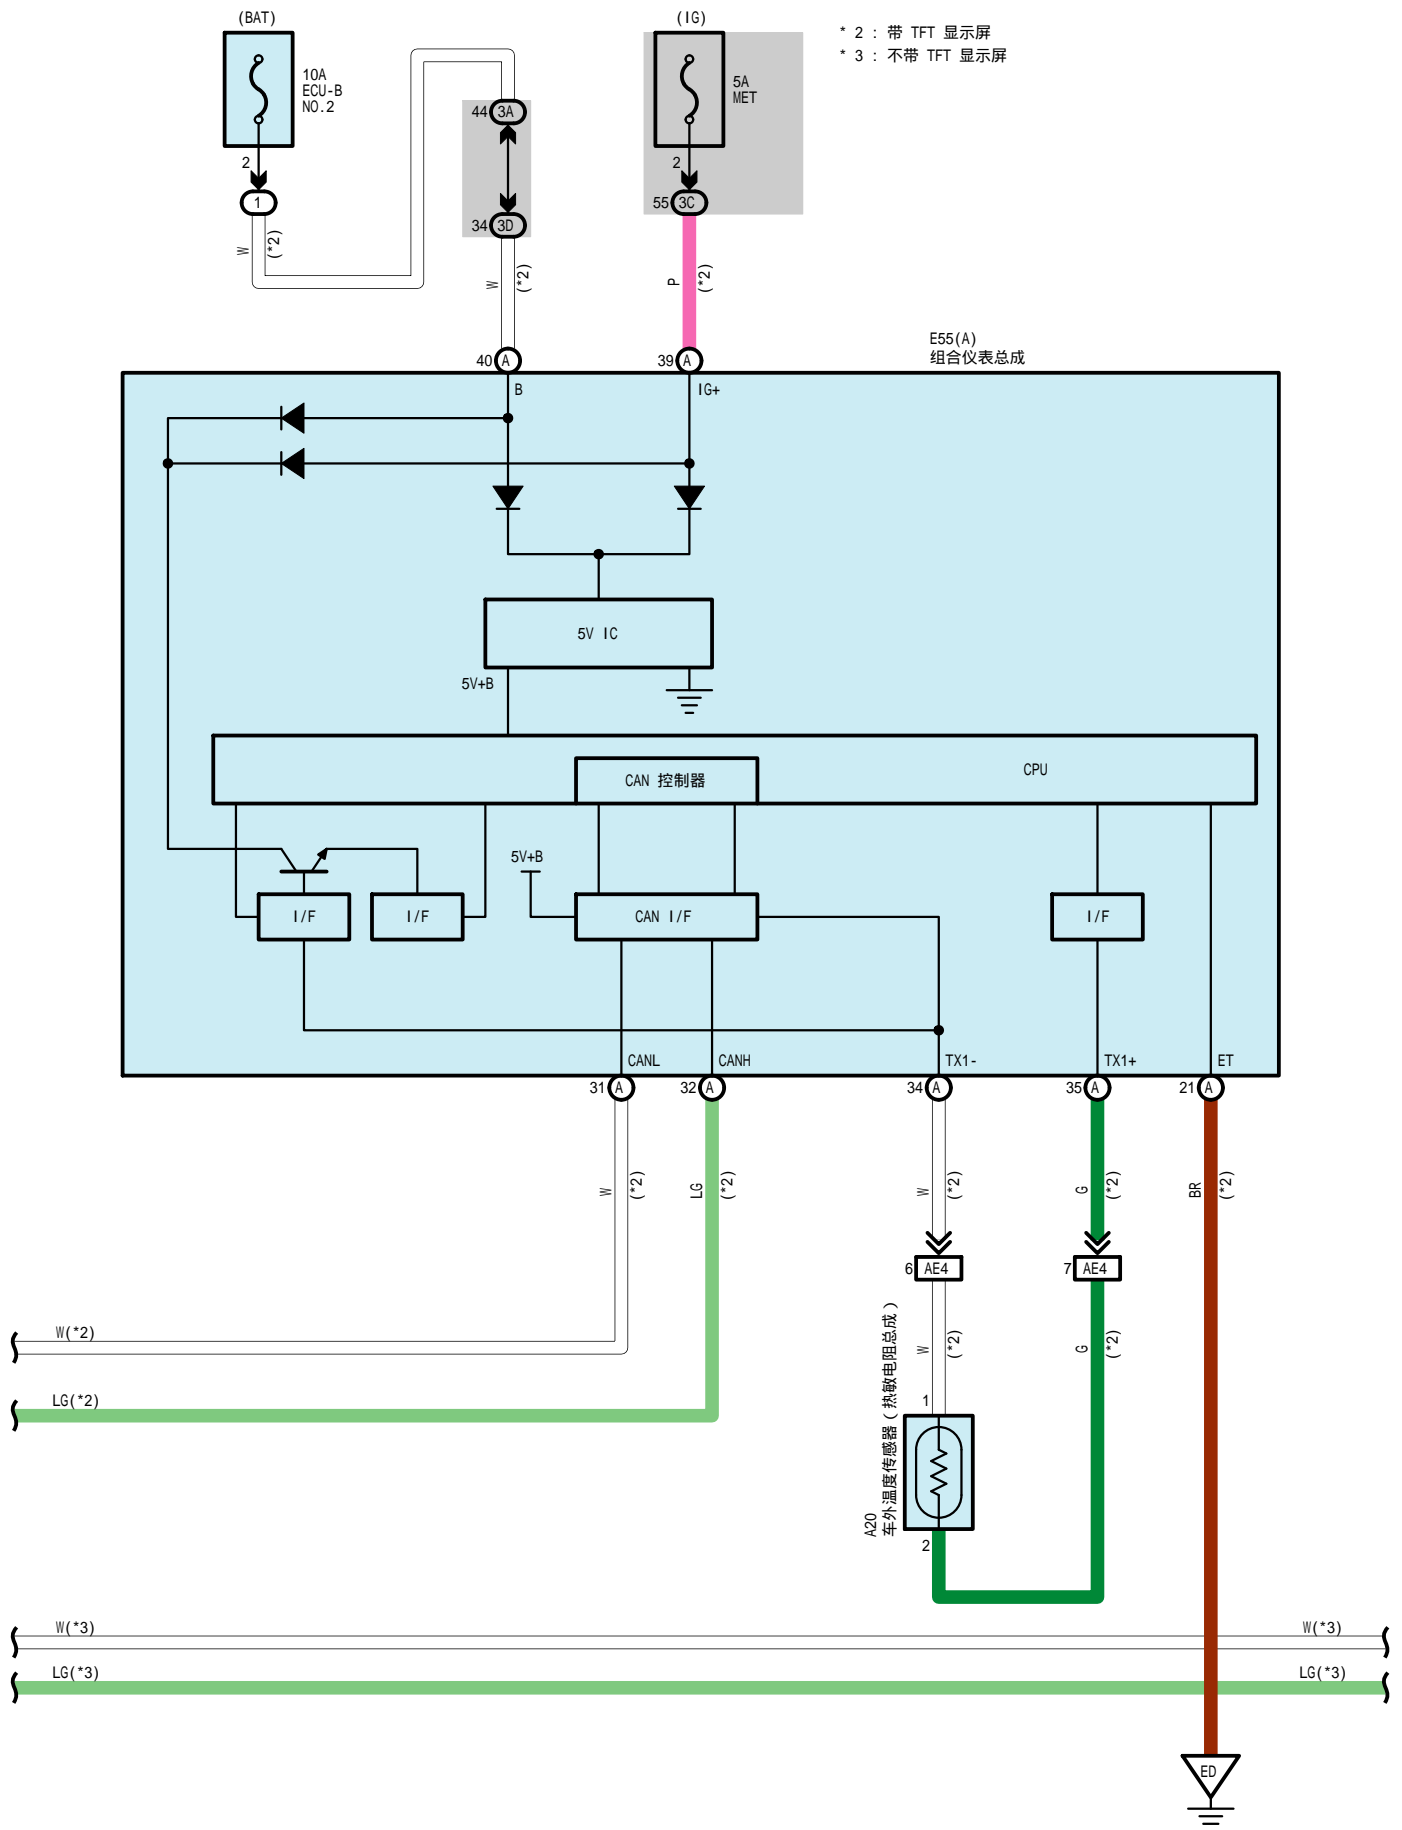 (BAT)
(IG)
* 2 : 带 TFT 显示屏
* 3 : 不带 TFT 显示屏
10A
ECU-B
NO.2
5A
MET
44 3A
2
2
1
55 3C
34 3D
W
(*2)
W
(*2)
P
(*2)
E55(A)
组合仪表总成
40 A
39 A
B
IG+
5V IC
5V+B
CPU
CAN 控制器
5V+B
I/F
I/F
CAN I/F
I/F
CANL
CANH
TX1-
TX1+
ET
31 A
32 A
34 A
35 A
21 A
W
(*2)
LG
(*2)
W
(*2)
G
(*2)
BR
(*2)
6 AE4
7 AE4
W(*2)
W
(*2)
G
(*2)
LG(*2)
1
A20
车外温度传感器(热敏电阻总成)
2
W(*3)
W(*3)
LG(*3)
LG(*3)
ED